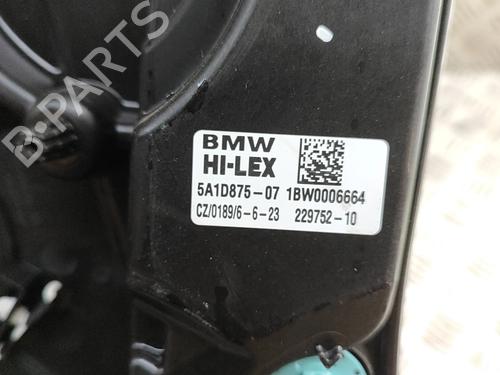 B-PARTS
BMW
HI-LEX
5A1D875-07 1BW0006664
CZ/0189/6-6-23 229752-10